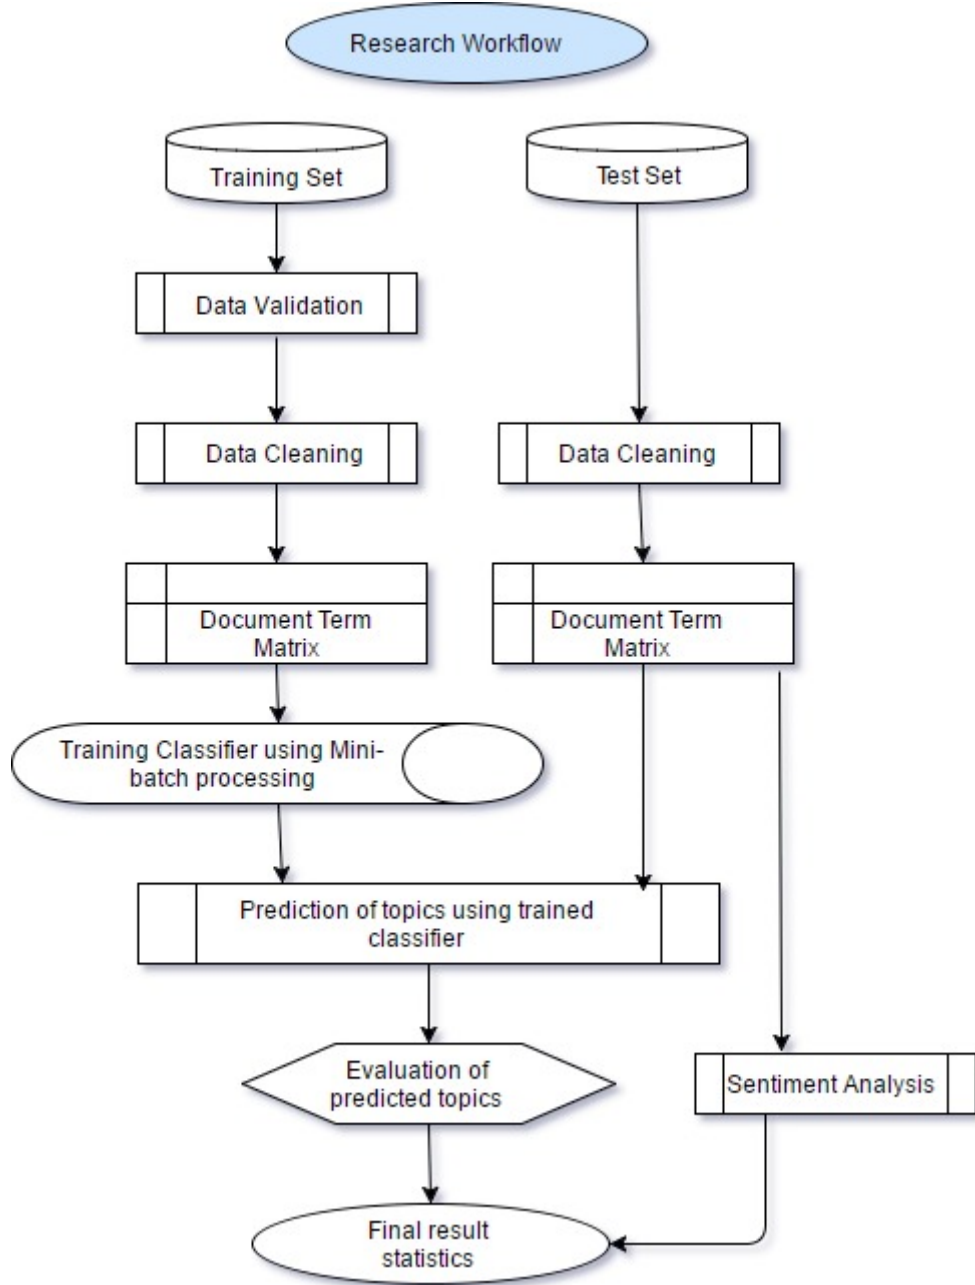 Research Workflow
Training Set
Test Set
Data Validation
Data Cleaning
Data Cleaning
Document Term
Matrix
Document Term
Matrix
Training Classifier using Mini-
batch processing
Prediction of topics using trained
classifier
Evaluation of
predicted topics
Sentiment Analysis
Final result
statistics